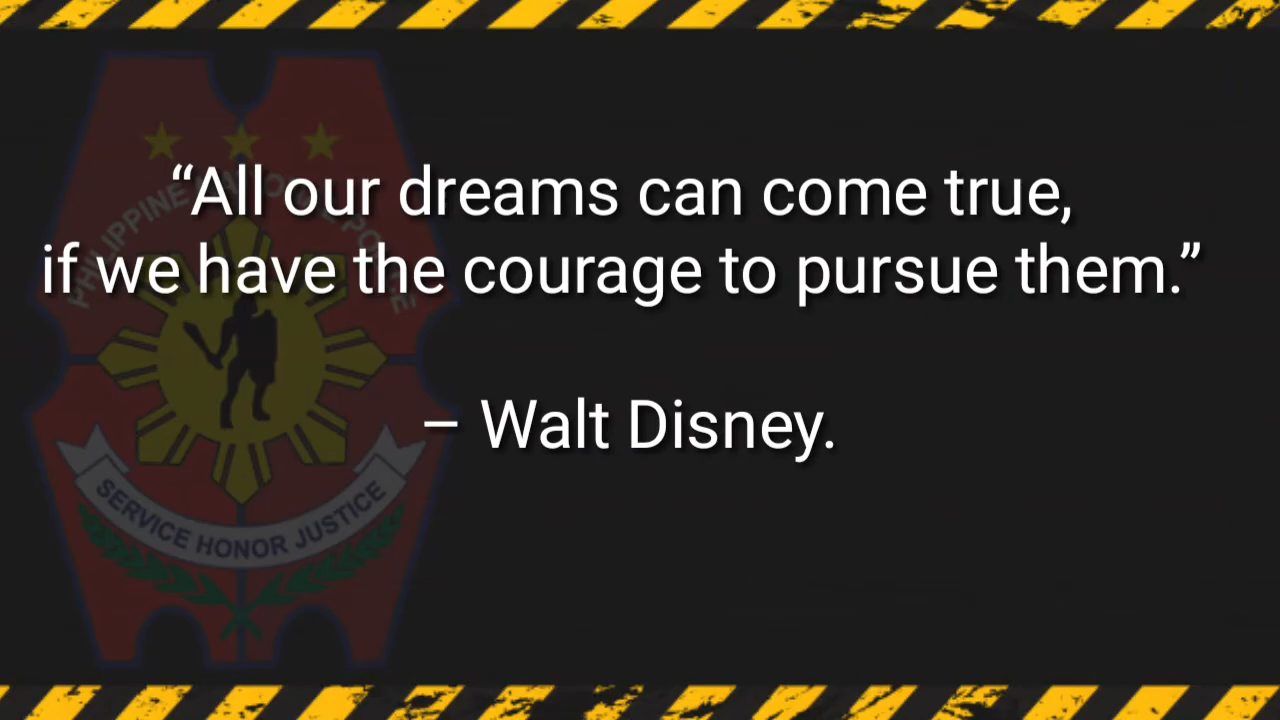 “All our dreams can come true,
if we have the courage to pursue them.”
– Walt Disney.
PHILIPPINE
SERVICE HONOR JUSTICE